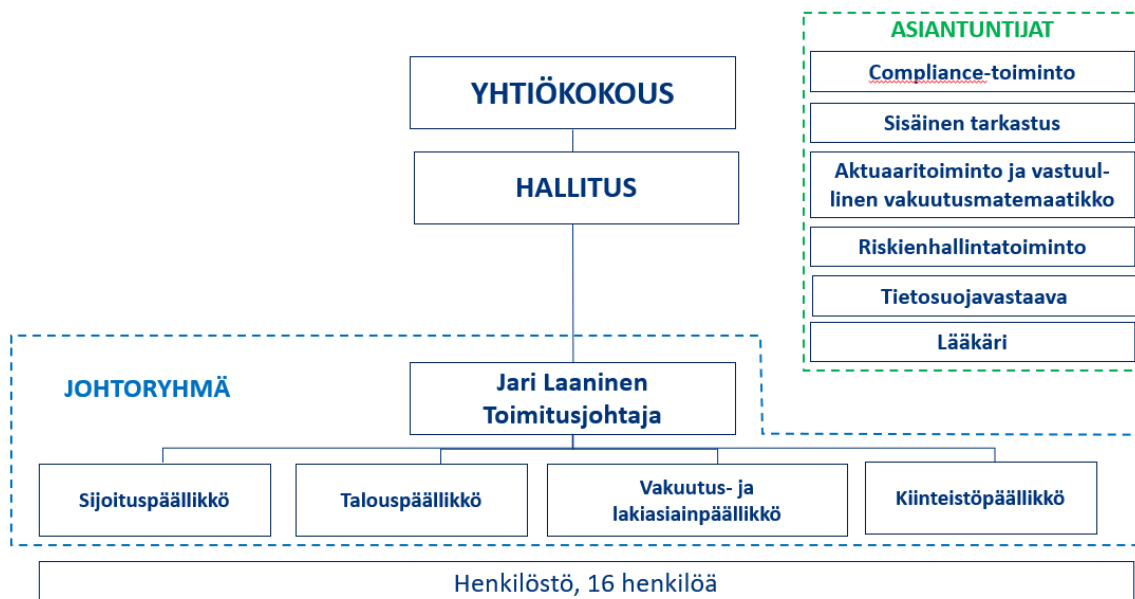 ASIANTUNTIJAT
Compliance-toiminto
Sisäinen tarkastus
Aktuaaritoiminto ja vastuul-
linen vakuutusmatemaatikko
Riskienhallintatoiminto
Tietosuojavastaava
Lääkäri
YHTIÖKOKOUS
HALLITUS
JOHTORYHMÄ
Jari Laaninen
Toimitusjohtaja
Sijoituspäällikkö
Talouspäällikkö
Vakuutus- ja
lakiasiainpäällikkö
Kiinteistöpäällikkö
Henkilöstö, 16 henkilöä